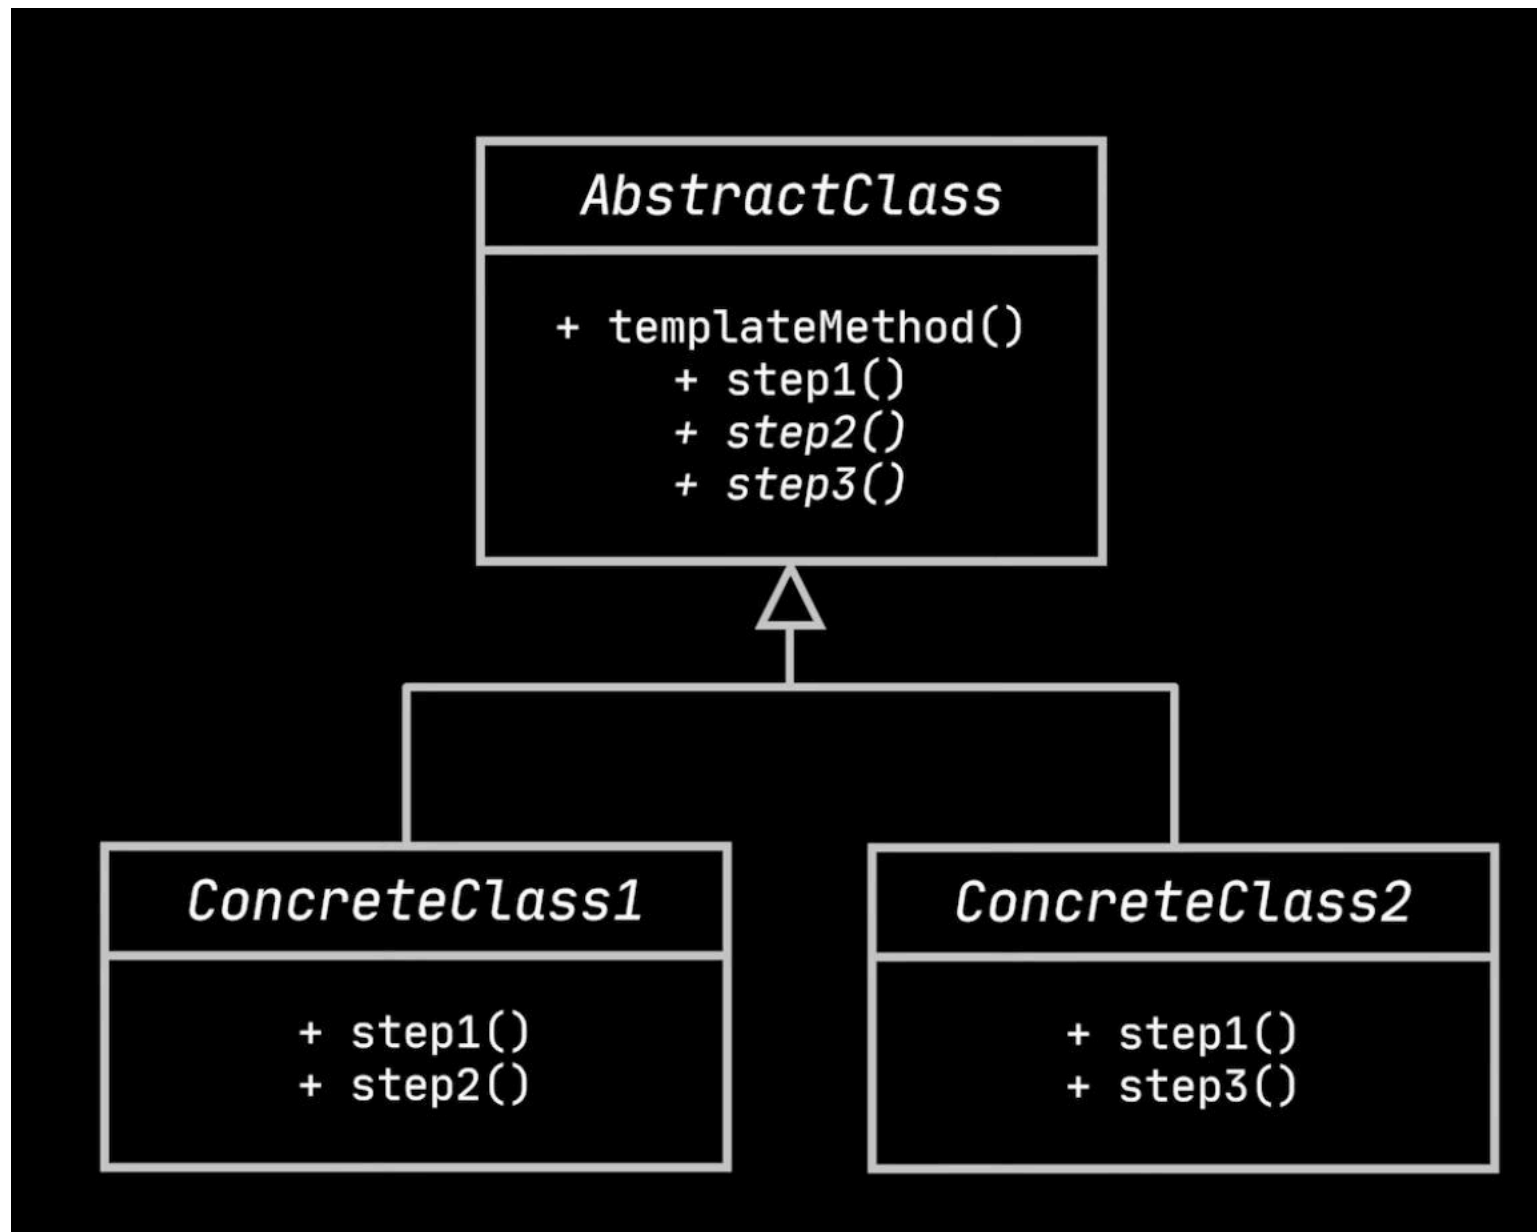 AbstractClass
+ templateMethod()
+ step1()
+ step2()
+ step3()
ConcreteClass1
+ step1()
+ step2()
ConcreteClass2
+ step1()
+ step3()